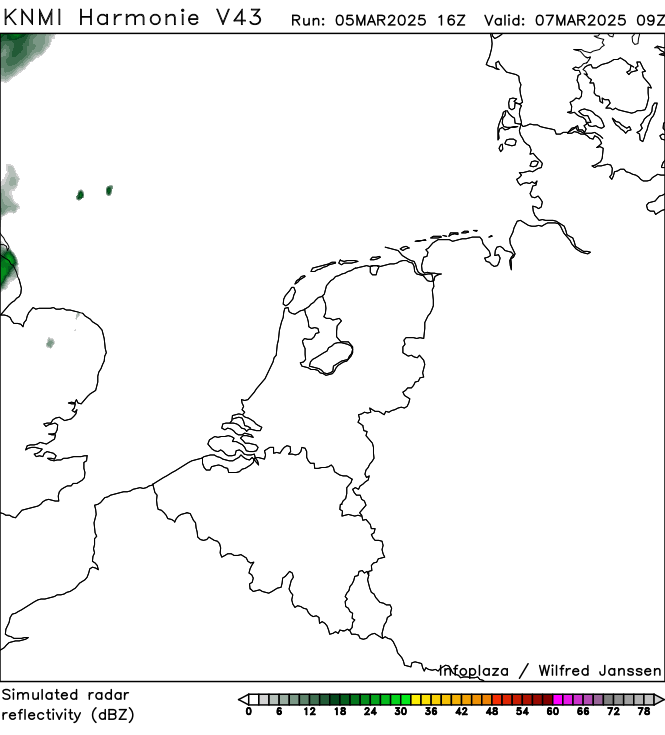 KNMI Harmonie V43 Run: 05MAR2025 16Z Valid: 07MAR2025 09Z
infoplaza / Wilfred Janssen
Simulated radar
reflectivity (dBZ)
0 6 12 18 24 30 36 42 48 54 60 66 72 78